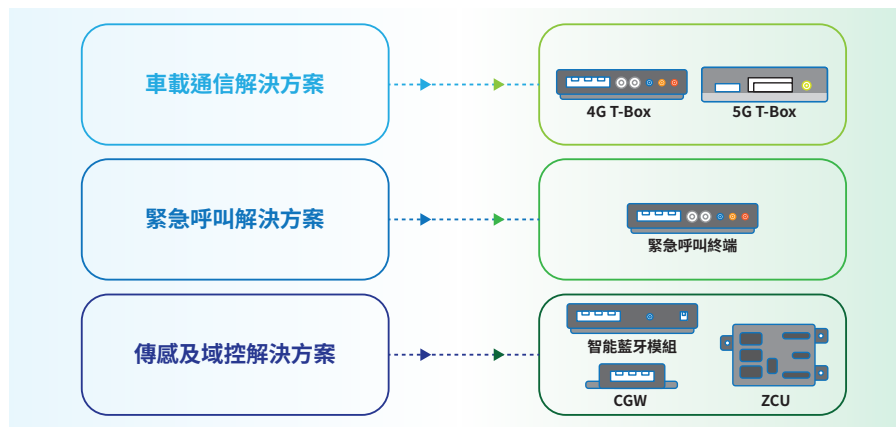 車載通信解決方案
4G T-Box
5G T-Box
緊急呼叫解決方案
緊急呼叫終端
傳感及域控解決方案
智能藍牙模組
CGW
ZCU